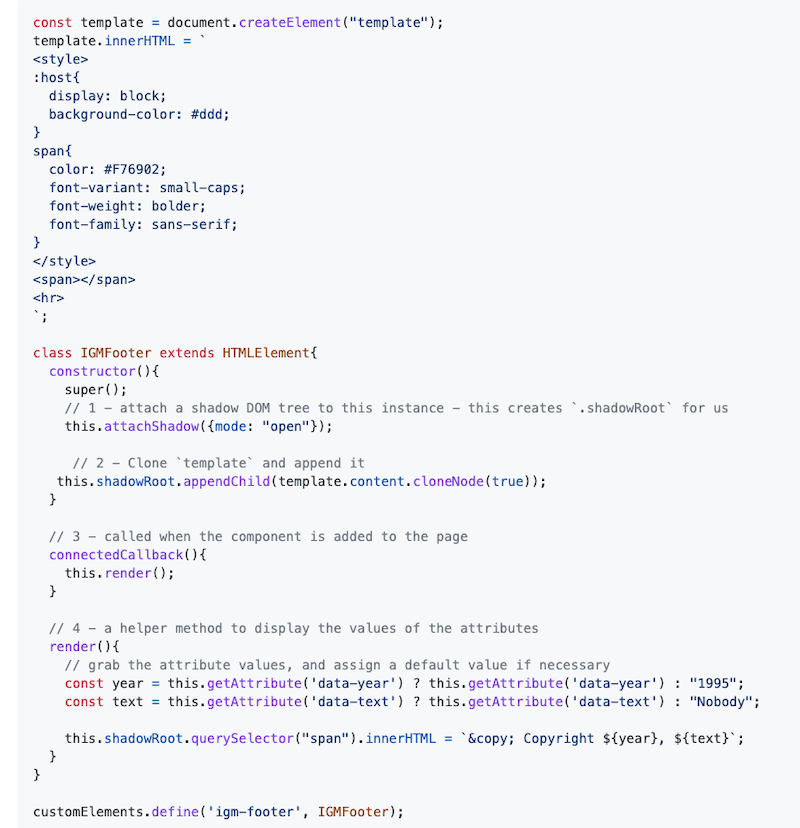 const template = document.createElement("template");
template.innerHTML = `
<style>
:host{
  display: block;
  background-color: #ddd;
}
span{
  color: #F76902;
  font-variant: small-caps;
  font-weight: bolder;
  font-family: sans-serif;
}
</style>
<span></span>
<hr>
`;

class IGMFooter extends HTMLElement{
  constructor(){
    super();
    // 1 - attach a shadow DOM tree to this instance - this creates `.shadowRoot` for us
    this.attachShadow({mode: "open"});

     // 2 - Clone `template` and append it
   this.shadowRoot.appendChild(template.content.cloneNode(true));
  }

  // 3 - called when the component is added to the page
  connectedCallback(){
    this.render();
  }

  // 4 - a helper method to display the values of the attributes
  render(){
    // grab the attribute values, and assign a default value if necessary
    const year = this.getAttribute('data-year') ? this.getAttribute('data-year') : "1995";
    const text = this.getAttribute('data-text') ? this.getAttribute('data-text') : "Nobody";

    this.shadowRoot.querySelector("span").innerHTML = `&copy; Copyright ${year}, ${text}`;
  }
}

customElements.define('igm-footer', IGMFooter);